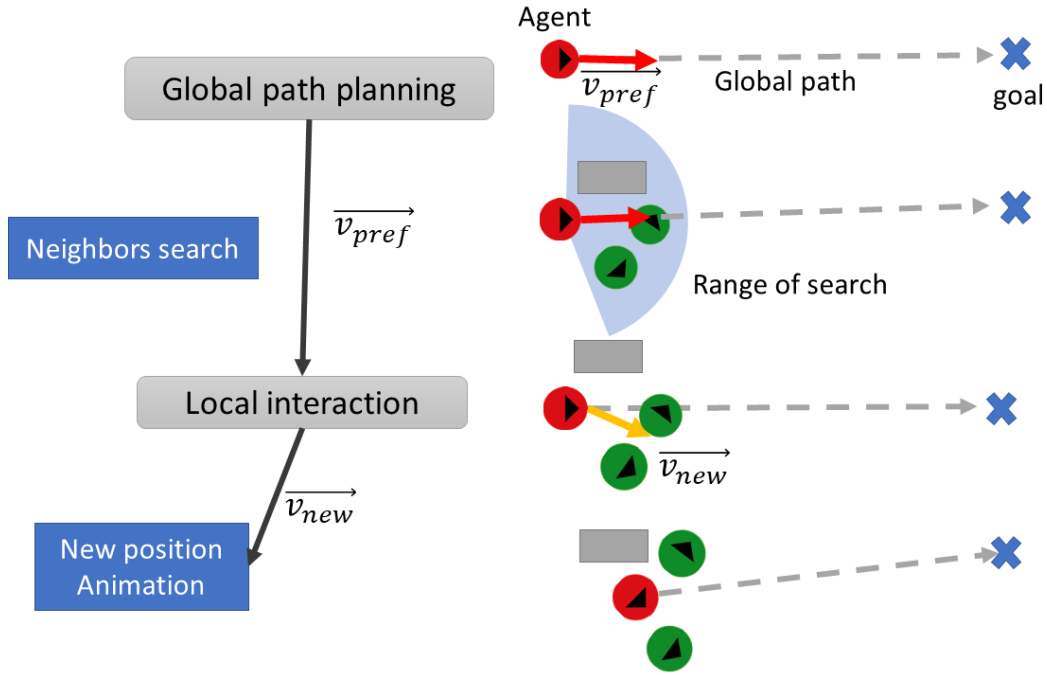 Agent
Global path planning
v_pref
Global path
goal
v_pref
Neighbors search
Range of search
Local interaction
v_new
v_new
New position
Animation